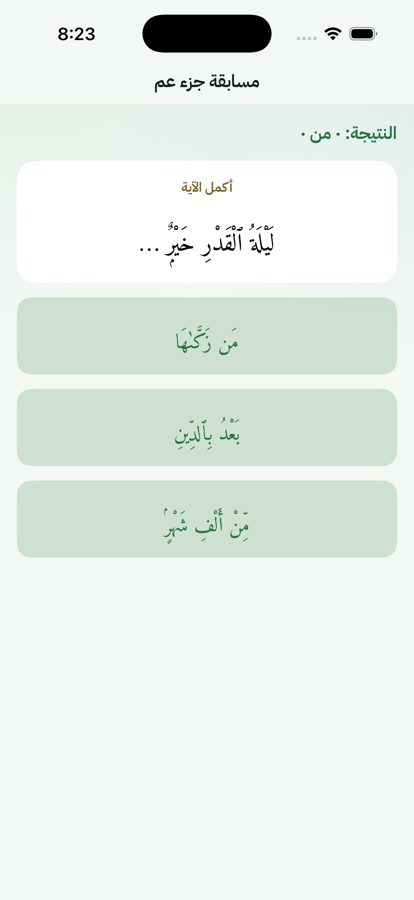 8:23
مسابقة جزء عم
النتيجة: ٠ من ٠
أكمل الآية
لَيْلَةُ ٱلْقَدْرِ خَيْرٌۭ ...
مَن زَكَّىٰهَا
بَعْدُ بِٱلدِّينِ
مِّنْ أَلْفِ شَهْرٍۢ